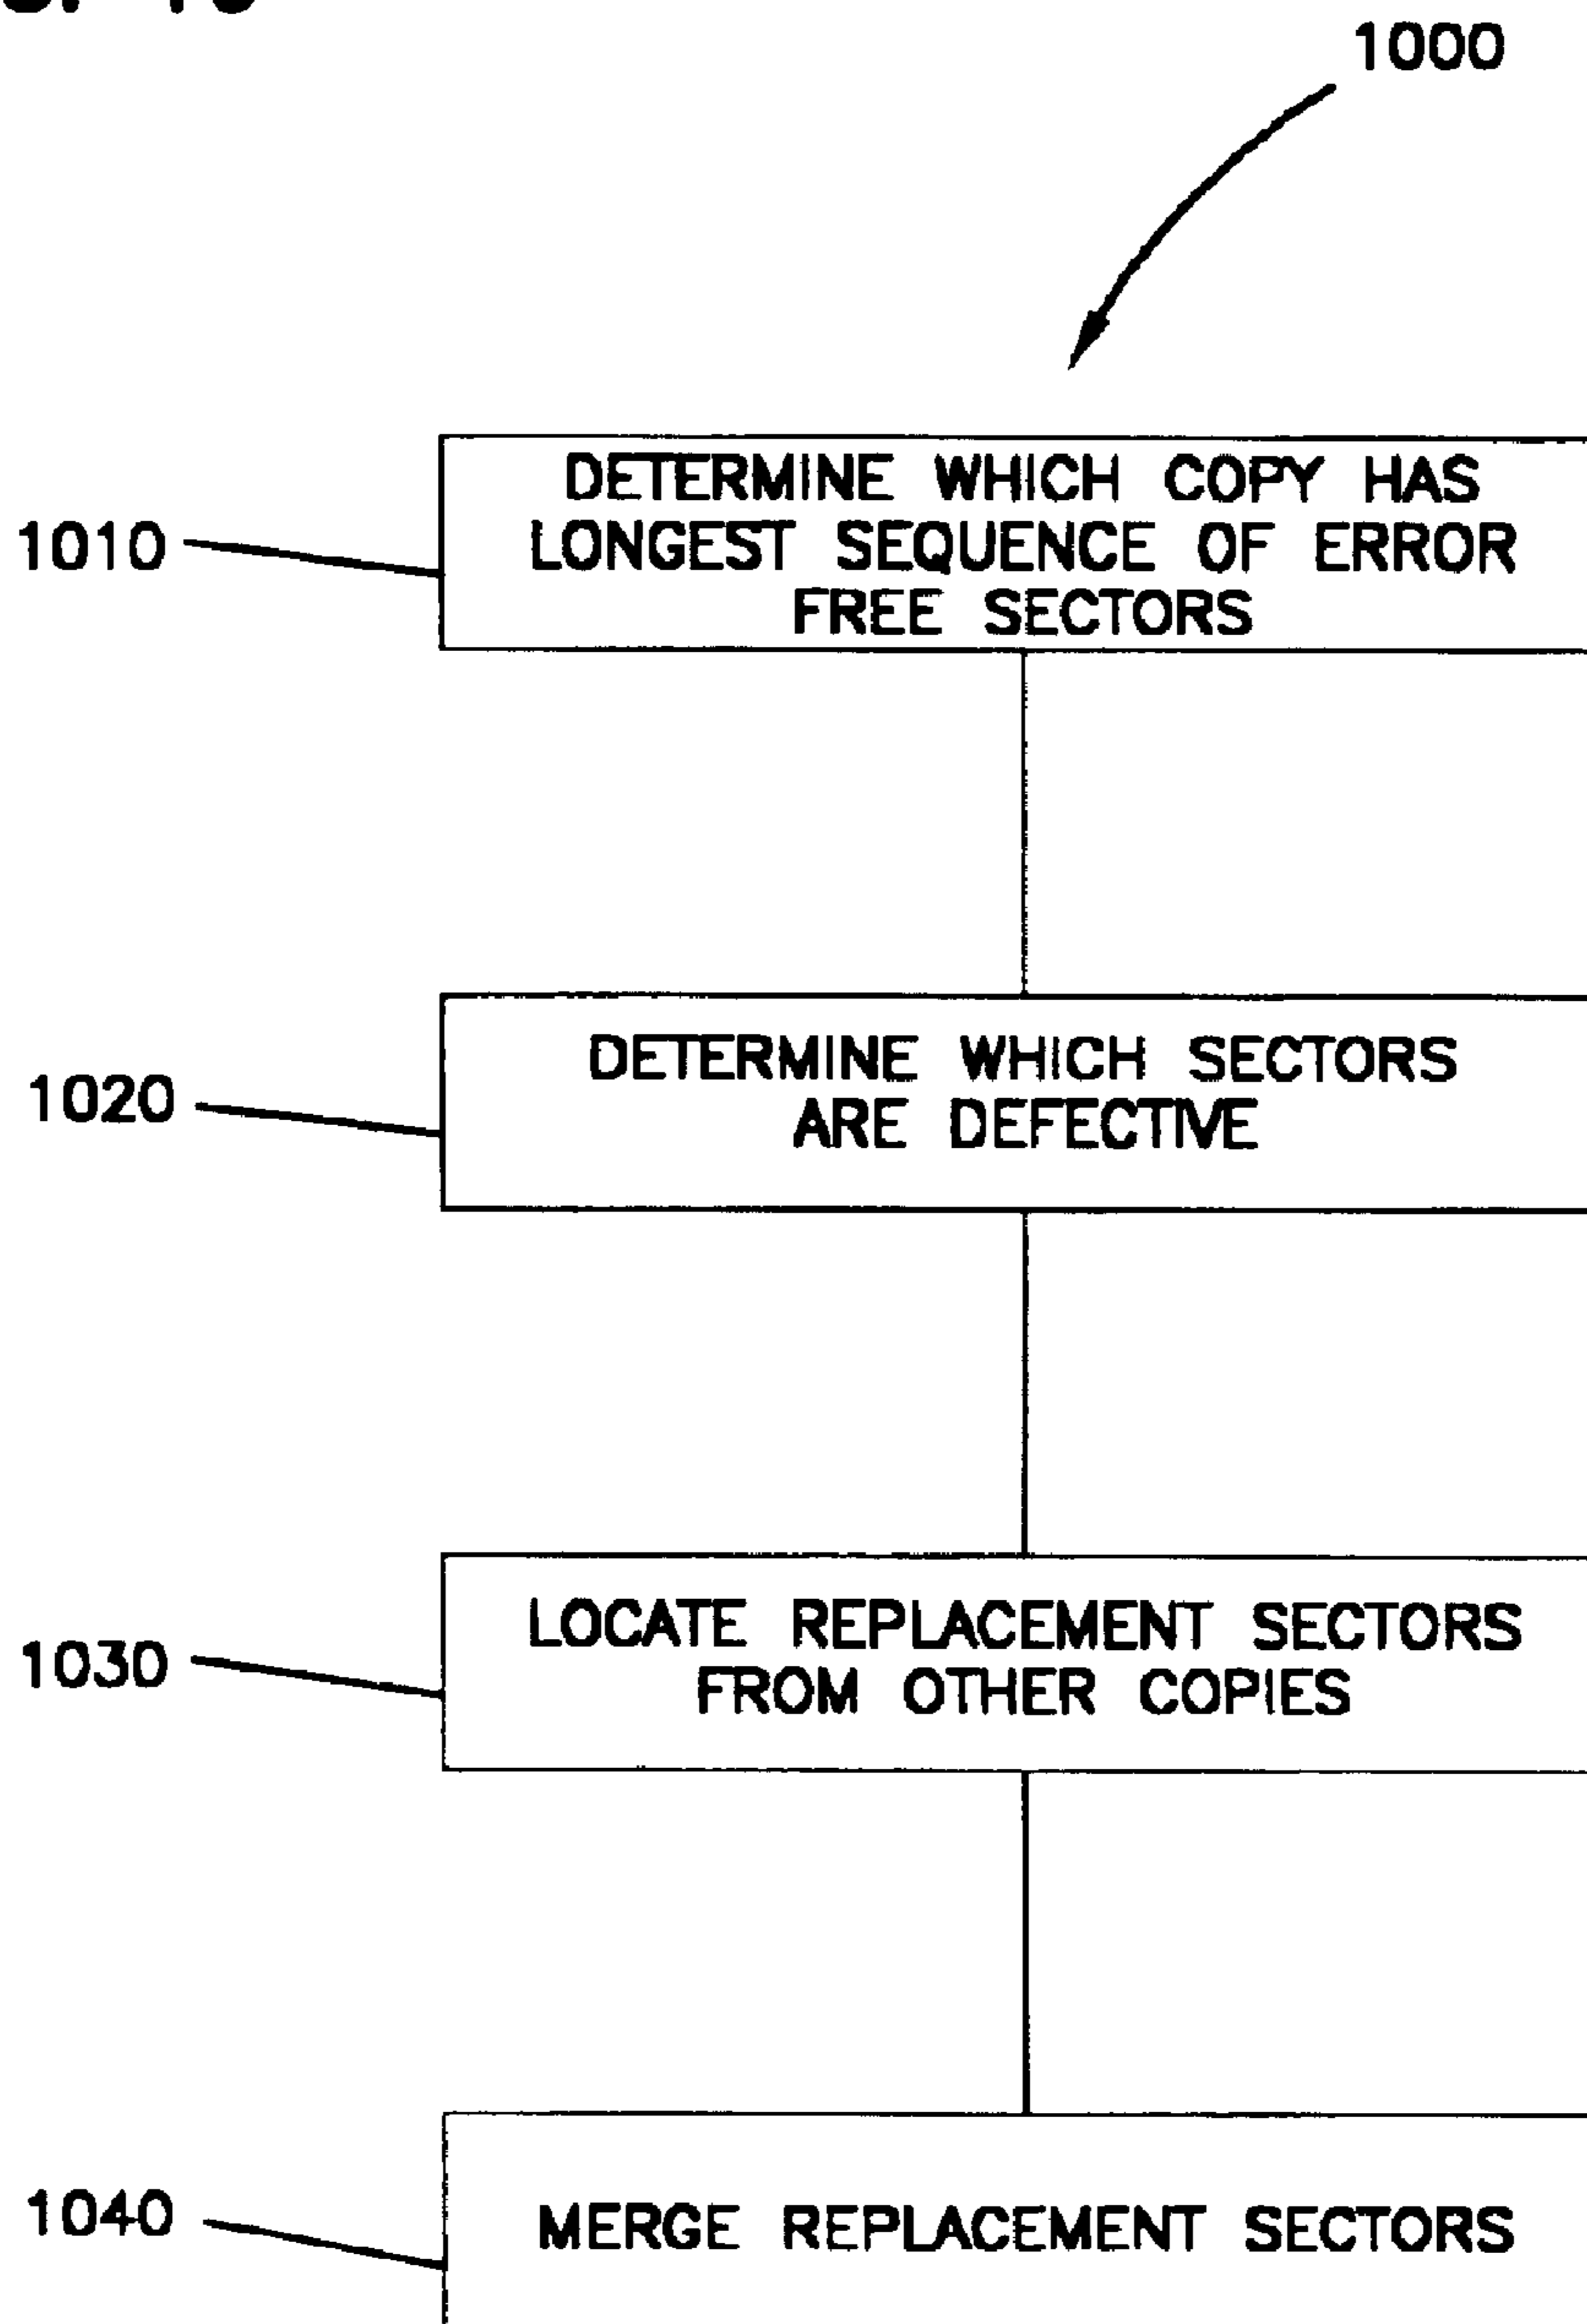 1000
1010
DETERMINE WHICH COPY HAS
LONGEST SEQUENCE OF ERROR
FREE SECTORS
1020
DETERMINE WHICH SECTORS
ARE DEFECTIVE
1030
LOCATE REPLACEMENT SECTORS
FROM OTHER COPIES
1040
MERGE REPLACEMENT SECTORS